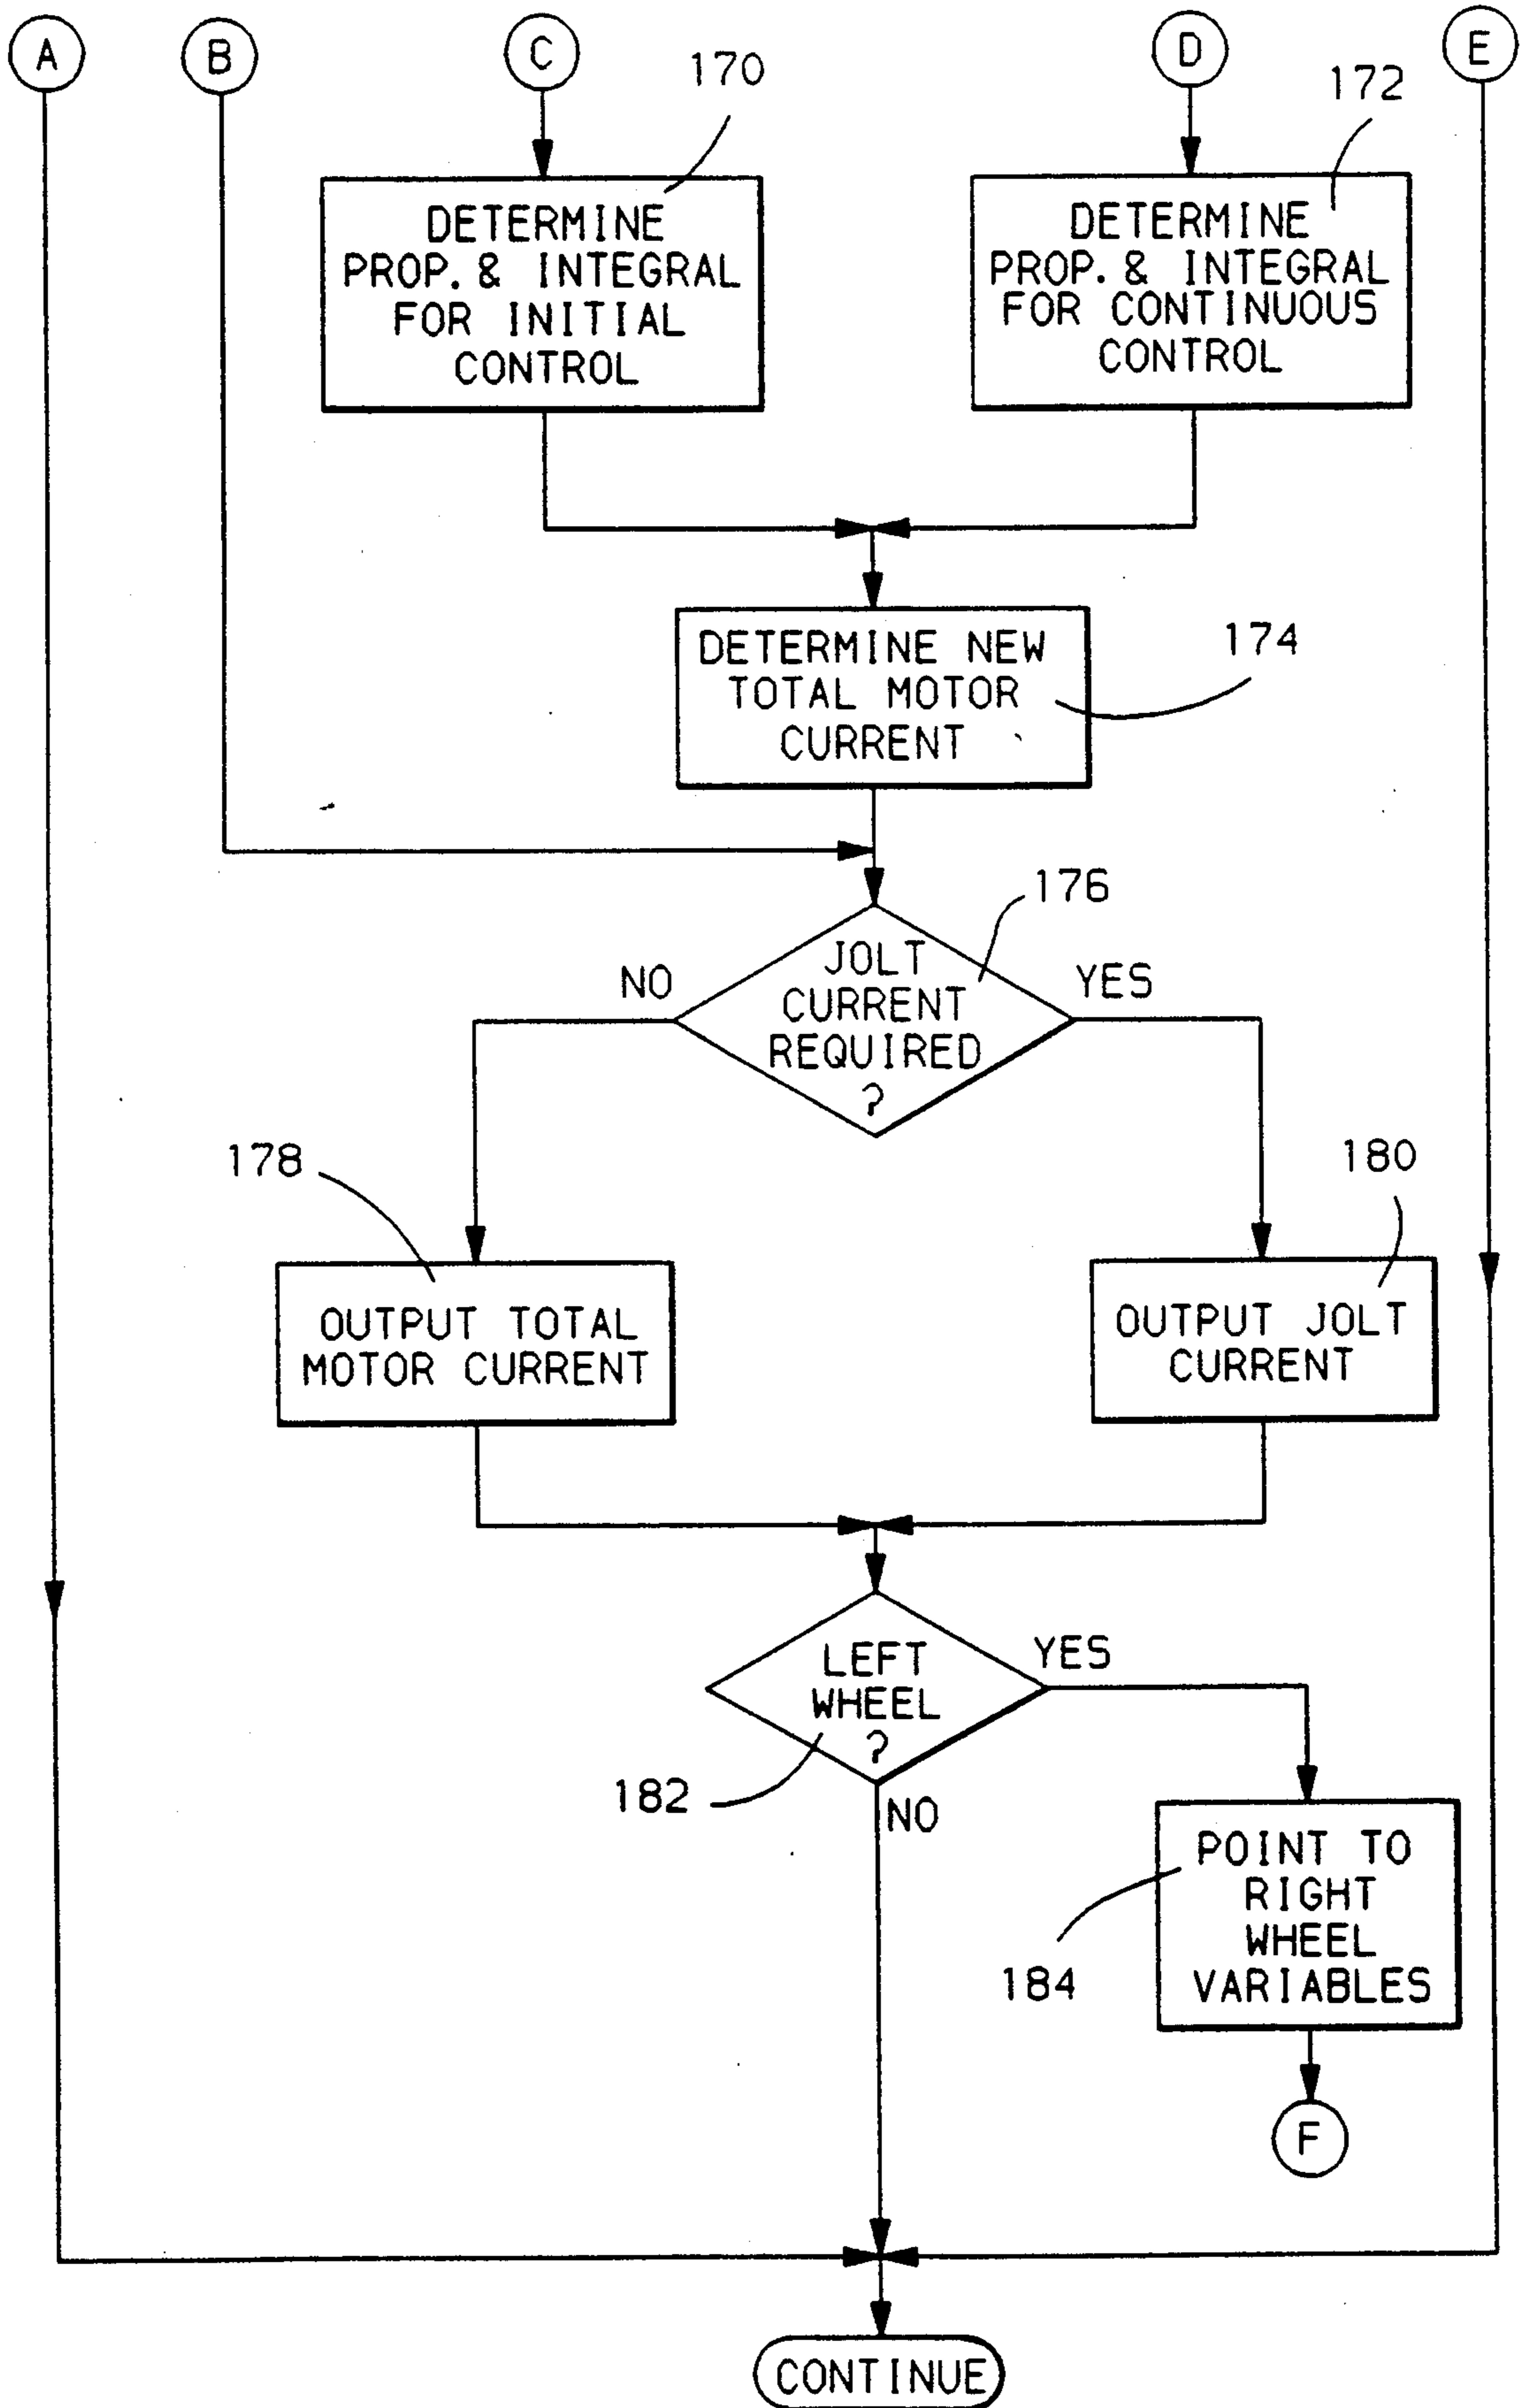 A
B
C
D
E
170
172
DETERMINE
PROP. & INTEGRAL
FOR INITIAL
CONTROL
DETERMINE
PROP. & INTEGRAL
FOR CONTINUOUS
CONTROL
DETERMINE NEW
TOTAL MOTOR
CURRENT
174
176
JOLT
CURRENT
REQUIRED
?
NO
YES
178
180
OUTPUT TOTAL
MOTOR CURRENT
OUTPUT JOLT
CURRENT
LEFT
WHEEL
?
YES
182
NO
POINT TO
RIGHT
WHEEL
VARIABLES
184
F
CONTINUE